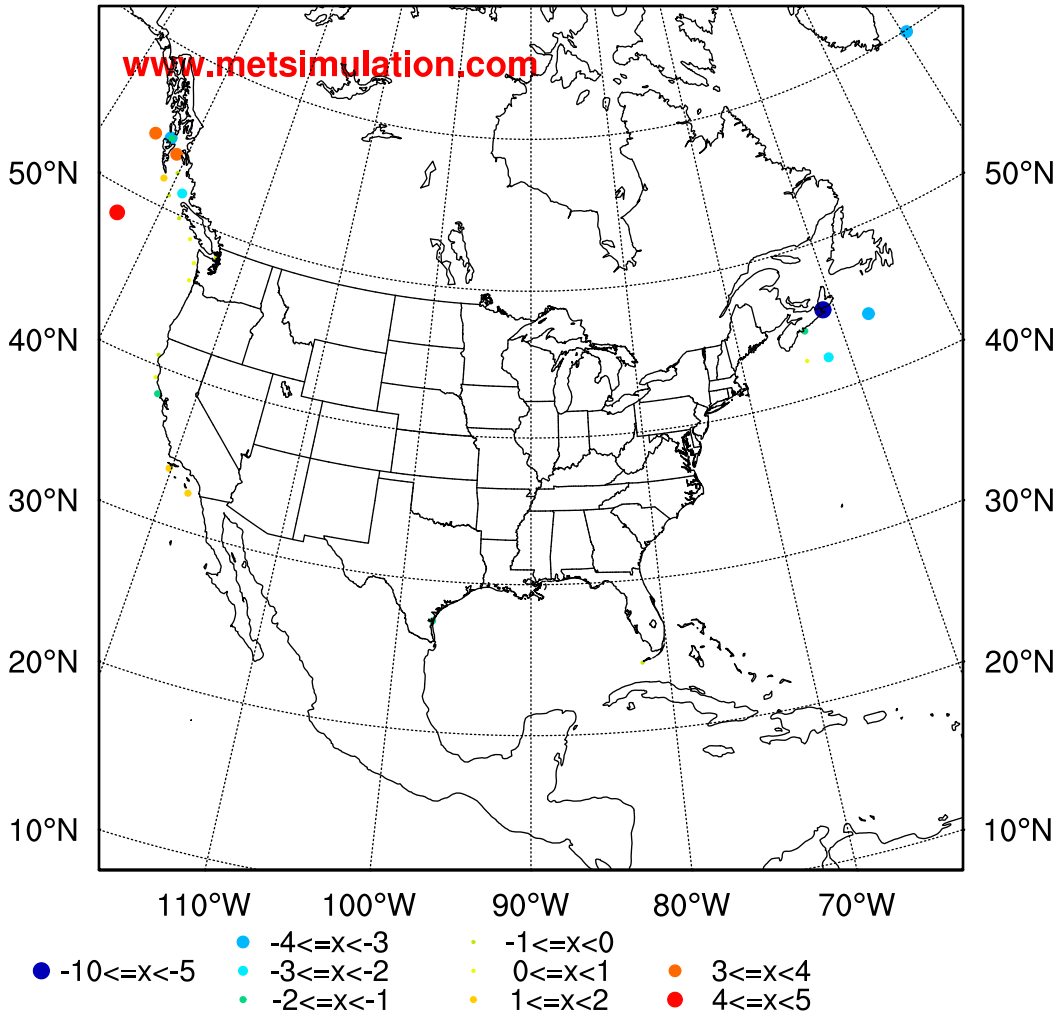 www.metsimulation.com
50°N 50°N
40°N 40°N
30°N 30°N
20°N 20°N
10°N 10°N
110°W 100°W 90°W 80°W 70°W
-4<=x<-3 -1<=x<0
-10<=x<-5 -3<=x<-2 0<=x<1 3<=x<4
-2<=x<-1 1<=x<2 4<=x<5